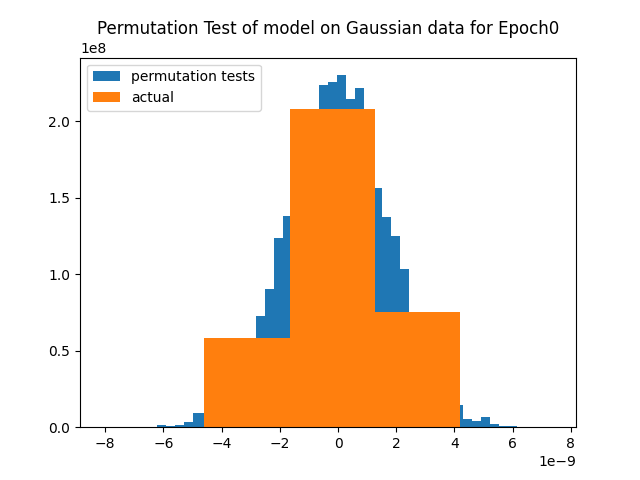 Permutation Test of model on Gaussian data for Epoch0
1e8
permutation tests
actual
2.0
1.5
1.0
0.5
0.0
−8 −6 −4 −2 0 2 4 6 8
1e−9